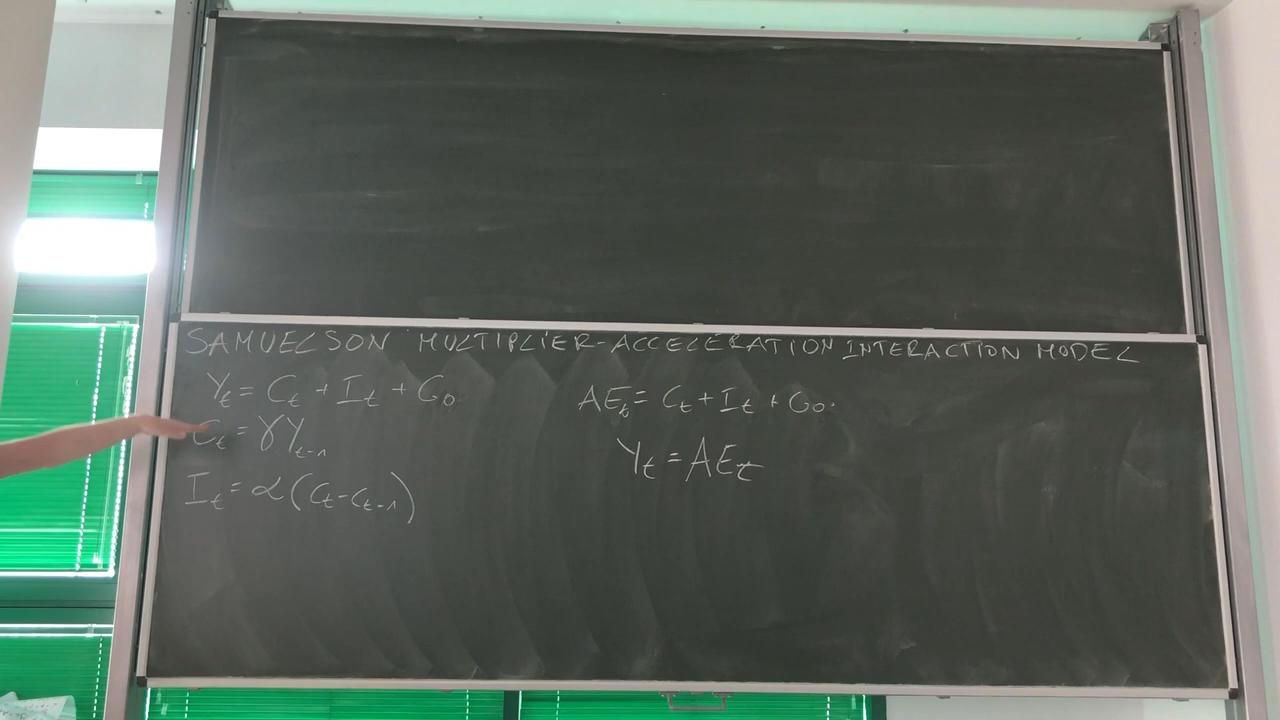 SAMUELSON MULTIPLIER-ACCELERATION INTERACTION MODEL
Yₜ = Cₜ + Iₜ + G₀
Cₜ = γYₜ₋₁
Iₜ = α(Cₜ-Cₜ₋₁)
AEₜ = Cₜ + Iₜ + G₀.
Yₜ = AEₜ